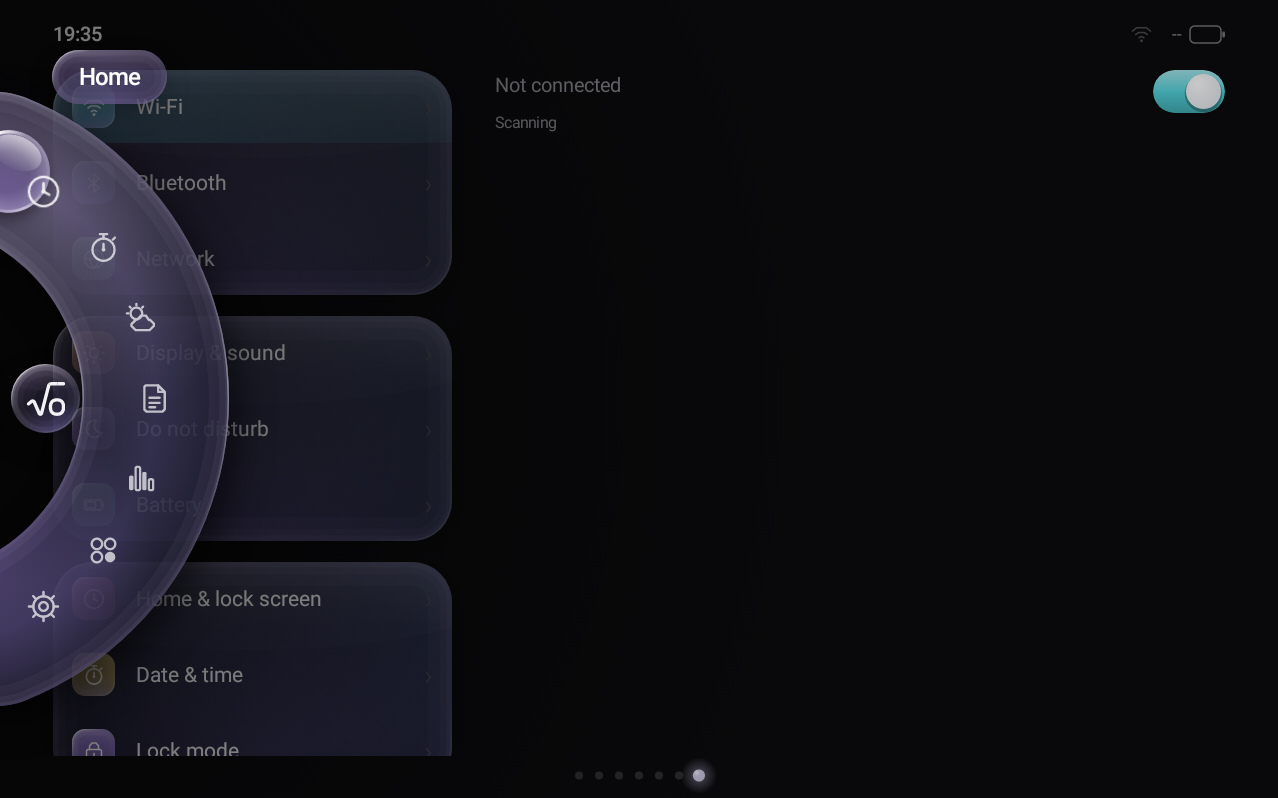 19:35
--
Home
Wi-Fi
Bluetooth
Network
Display & sound
Do not disturb
Battery
Home & lock screen
Date & time
Lock mode
Not connected
Scanning